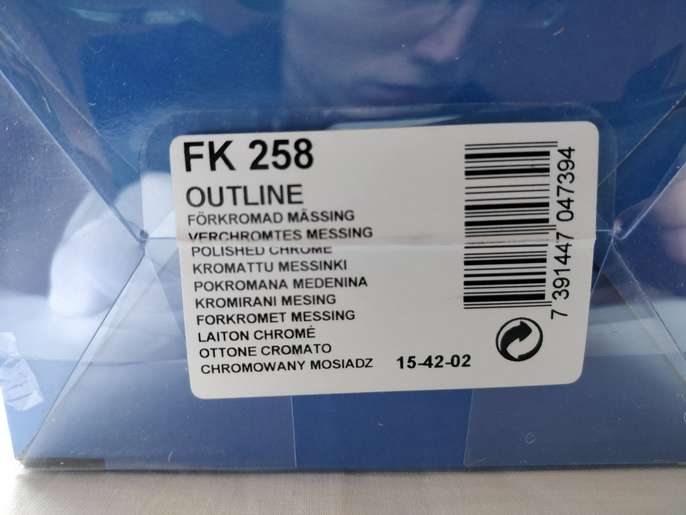 FK 258
OUTLINE
FÖRKROMAD MÄSSING
VERCHROMTES MESSING
POLISHED CHROME
KROMATTU MESSINKI
POKROMANA MEDENINA
KROMIRANI MESING
FORKROMET MESSING
LAITON CHROMÉ
OTTONE CROMATO
CHROMOWANY MOSIADZ 15-42-02
7 391447 047394